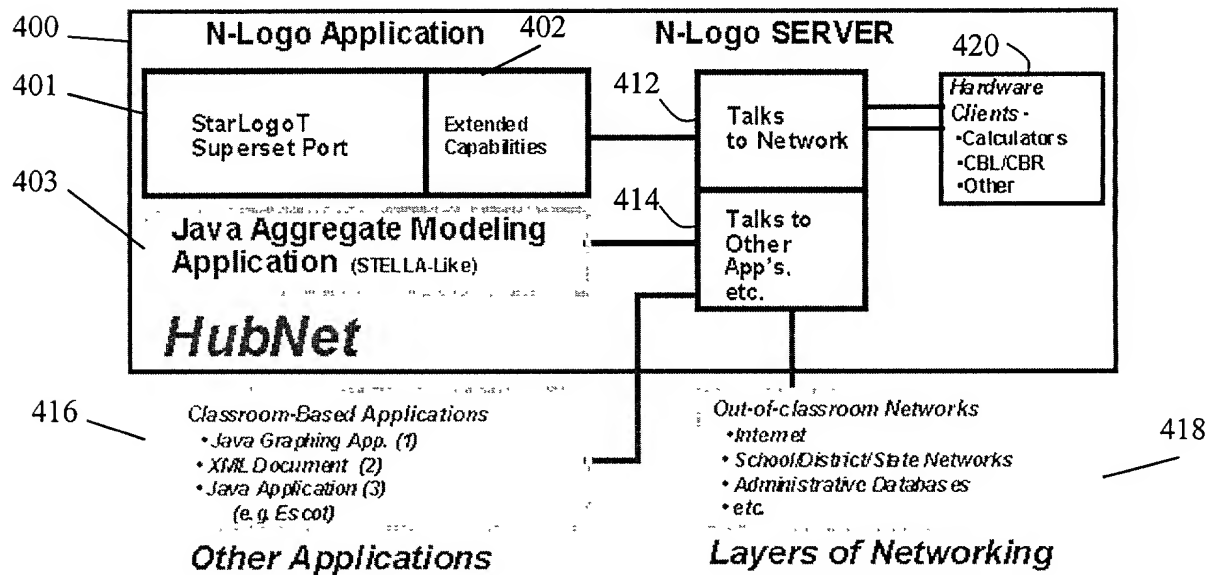 400
N-Logo Application
402
N-Logo SERVER
420
401
StarLogoT
Superset Port
Extended
Capabilities
412
Talks
to Network
Hardware
Clients -
•Calculators
•CBL/CBR
•Other
403
Java Aggregate Modeling
Application (STELLA-Like)
414
Talks to
Other
App's.
etc.
HubNet
416
Classroom-Based Applications
• Java Graphing App. (1)
• XML Document (2)
• Java Application (3)
(e.g. Escot)
Other Applications
Out-of-classroom Networks
•Internet
• School/District/State Networks
• Administrative Databases
• etc.
418
Layers of Networking